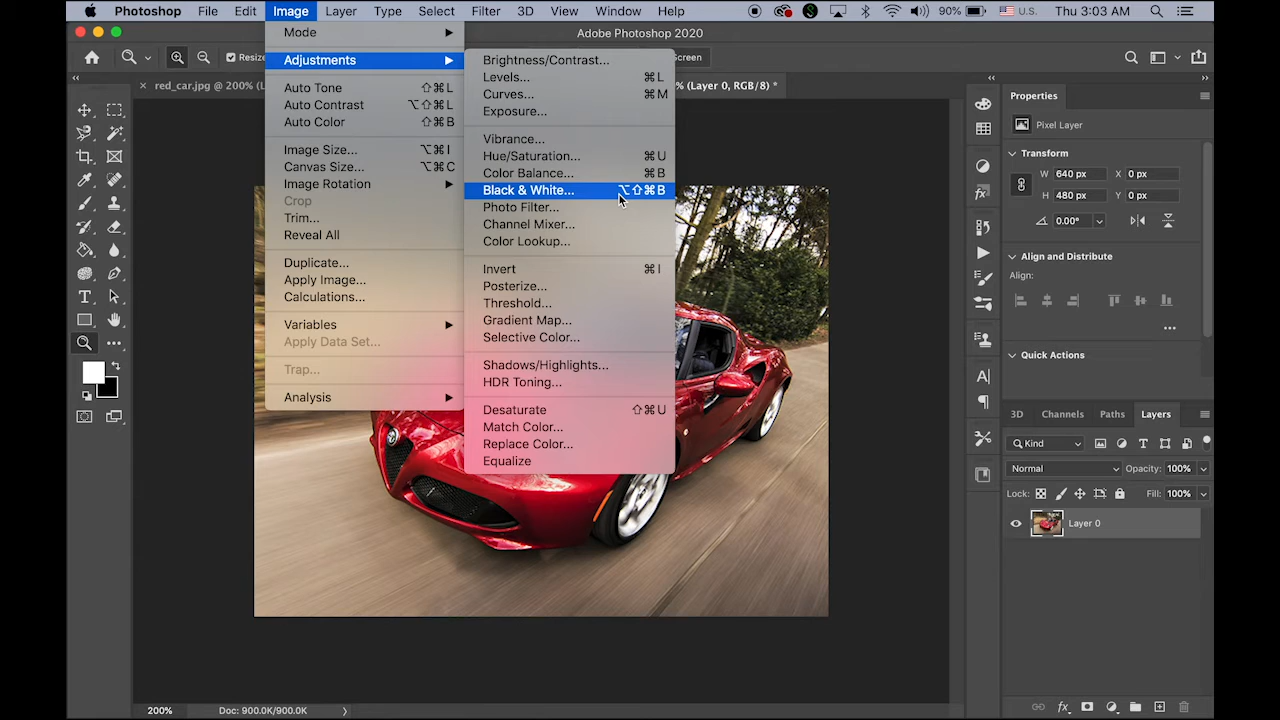 Photoshop File Edit Image Layer Type Select Filter 3D View Window Help 90% U.S. Thu 3:03 AM
Adobe Photoshop 2020
Resize
Screen
red_car.jpg @ 200% (L
% (Layer 0, RGB/8) *
Mode
Adjustments
Auto Tone ⇧⌘L
Auto Contrast ⌥⇧⌘L
Auto Color ⇧⌘B
Image Size... ⌥⌘I
Canvas Size... ⌥⌘C
Image Rotation
Crop
Trim...
Reveal All
Duplicate...
Apply Image...
Calculations...
Variables
Apply Data Set...
Trap...
Analysis
Brightness/Contrast...
Levels... ⌘L
Curves... ⌘M
Exposure...
Vibrance...
Hue/Saturation... ⌘U
Color Balance... ⌘B
Black & White... ⌥⇧⌘B
Photo Filter...
Channel Mixer...
Color Lookup...
Invert ⌘I
Posterize...
Threshold...
Gradient Map...
Selective Color...
Shadows/Highlights...
HDR Toning...
Desaturate ⇧⌘U
Match Color...
Replace Color...
Equalize
Properties
Pixel Layer
Transform
W 640 px X 0 px
H 480 px Y 0 px
0.00°
Align and Distribute
Align:
Quick Actions
3D Channels Paths Layers
Kind
Normal Opacity: 100%
Lock: Fill: 100%
Layer 0
200% Doc: 900.0K/900.0K